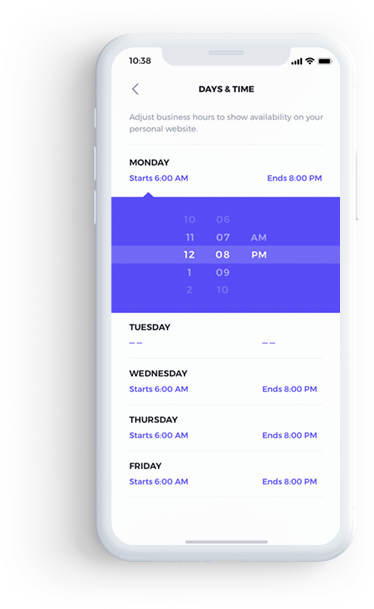 10:38
DAYS & TIME
Adjust business hours to show availability on your
personal website.
MONDAY
Starts 6:00 AM Ends 8:00 PM
10 06
11 07 AM
12 08 PM
1 09
2 10
TUESDAY
-- --
WEDNESDAY
Starts 6:00 AM Ends 8:00 PM
THURSDAY
Starts 6:00 AM Ends 8:00 PM
FRIDAY
Starts 6:00 AM Ends 8:00 PM